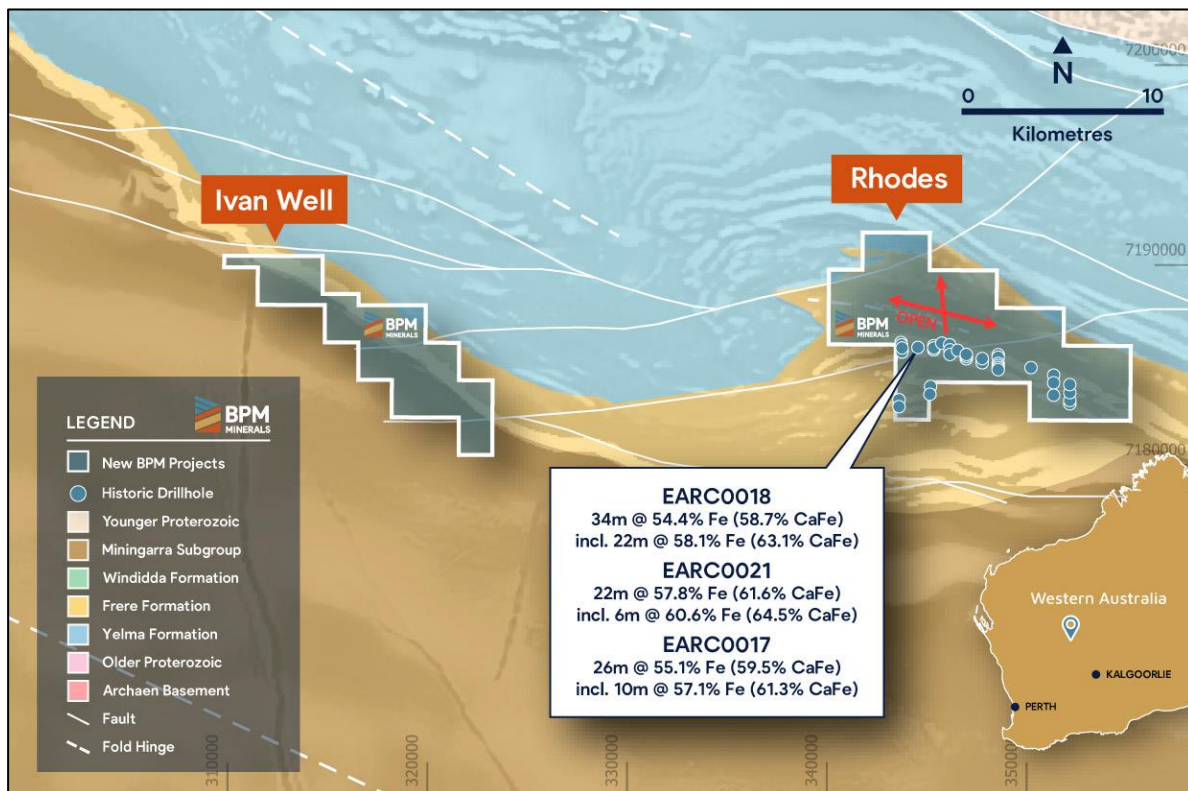 7200000
N
0 10
Kilometres
Ivan Well
Rhodes
7190000
OPEN
BPM
MINERALS
BPM
MINERALS
7180000
LEGEND
BPM
MINERALS
New BPM Projects
Historic Drillhole
Younger Proterozoic
Miningarra Subgroup
Windidda Formation
Frere Formation
Yelma Formation
Older Proterozoic
Archaen Basement
Fault
Fold Hinge
EARC0018
34m @ 54.4% Fe (58.7% CaFe)
incl. 22m @ 58.1% Fe (63.1% CaFe)
EARC0021
22m @ 57.8% Fe (61.6% CaFe)
incl. 6m @ 60.6% Fe (64.5% CaFe)
EARC0017
26m @ 55.1% Fe (59.5% CaFe)
incl. 10m @ 57.1% Fe (61.3% CaFe)
Western Australia
KALGOORLIE
PERTH
310000
320000
330000
340000
350000